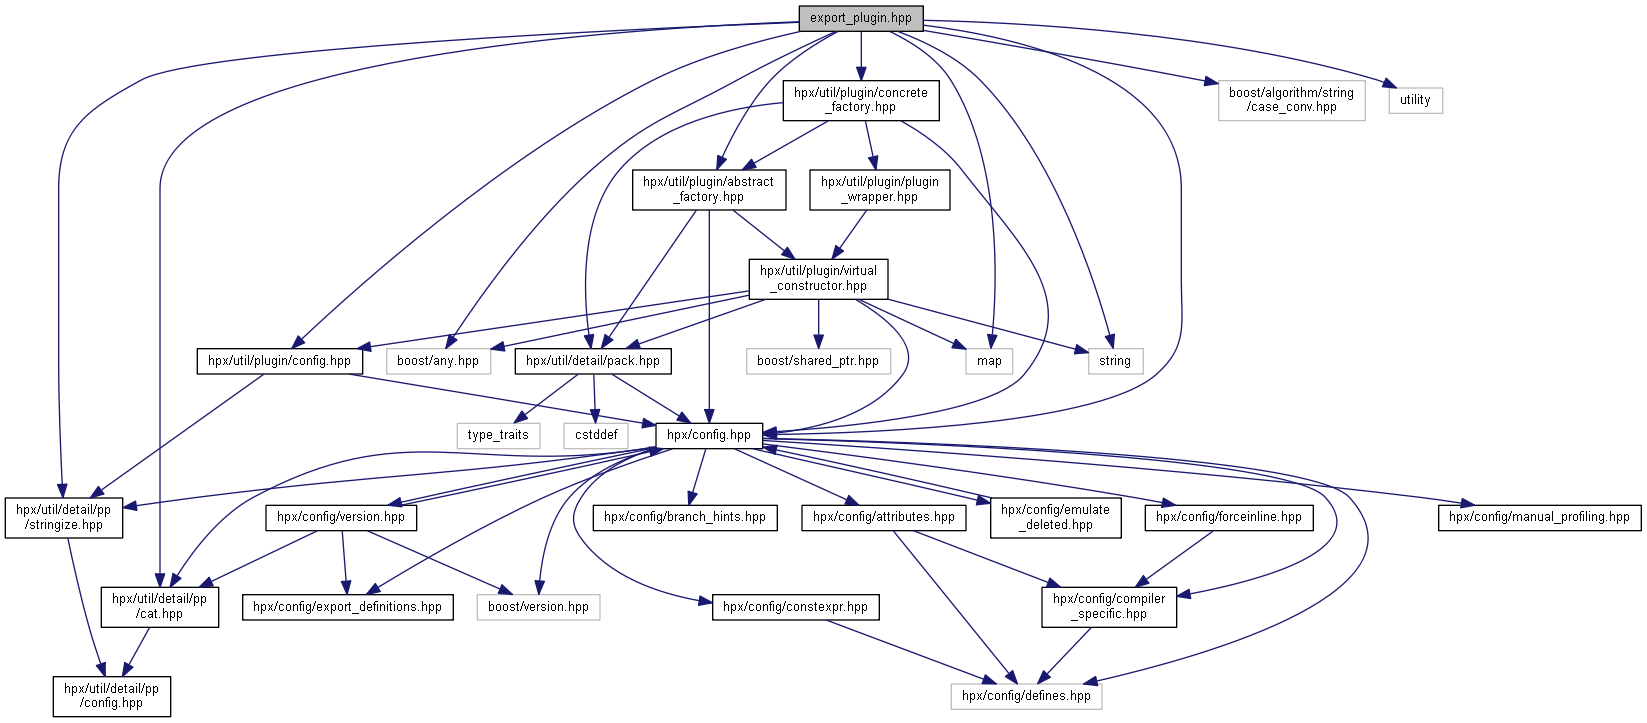 export_plugin.hpp
hpx/util/plugin/concrete
_factory.hpp
boost/algorithm/string
/case_conv.hpp
utility
hpx/util/plugin/abstract
_factory.hpp
hpx/util/plugin/plugin
_wrapper.hpp
hpx/util/plugin/virtual
_constructor.hpp
hpx/util/plugin/config.hpp
boost/any.hpp
hpx/util/detail/pack.hpp
boost/shared_ptr.hpp
map
string
type_traits
cstddef
hpx/config.hpp
hpx/util/detail/pp
/stringize.hpp
hpx/config/version.hpp
hpx/config/branch_hints.hpp
hpx/config/attributes.hpp
hpx/config/emulate
_deleted.hpp
hpx/config/forceinline.hpp
hpx/config/manual_profiling.hpp
hpx/util/detail/pp
/cat.hpp
hpx/config/export_definitions.hpp
boost/version.hpp
hpx/config/constexpr.hpp
hpx/config/compiler
_specific.hpp
hpx/util/detail/pp
/config.hpp
hpx/config/defines.hpp